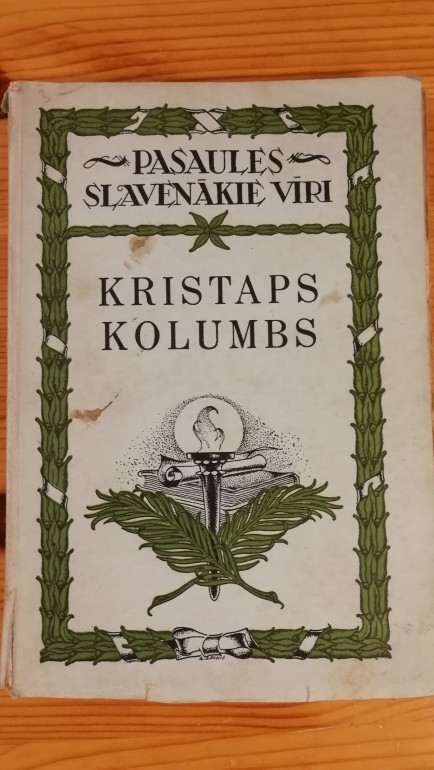 PASAULES
SLAVENĀKIE VĪRI
KRISTAPS
KOLUMBS